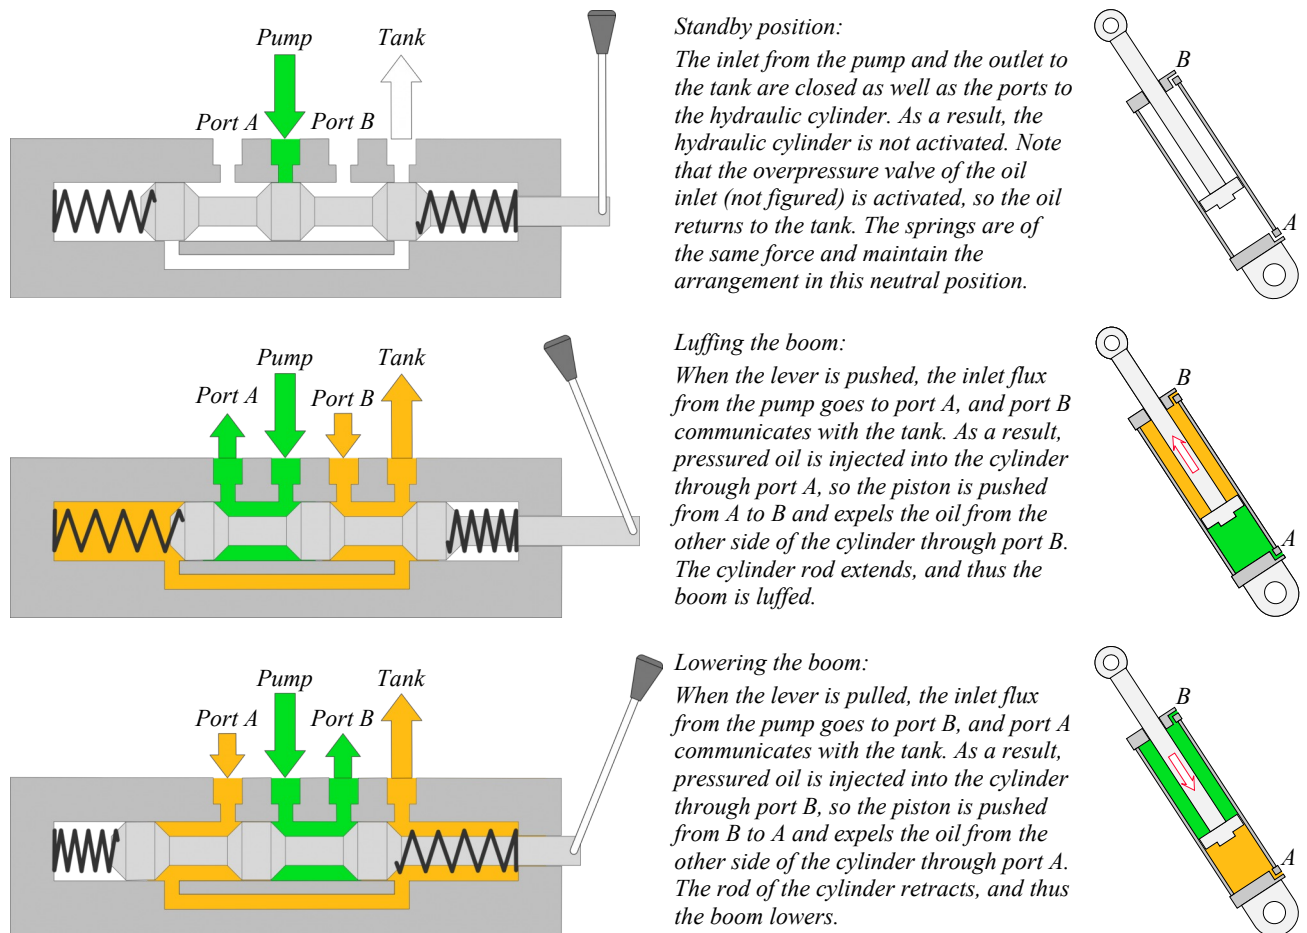 Pump
Tank
Port A
Port B
Standby position:
The inlet from the pump and the outlet to
the tank are closed as well as the ports to
the hydraulic cylinder. As a result, the
hydraulic cylinder is not activated. Note
that the overpressure valve of the oil
inlet (not figured) is activated, so the oil
returns to the tank. The springs are of
the same force and maintain the
arrangement in this neutral position.
B
A
Pump
Tank
Port A
Port B
Luffing the boom:
When the lever is pushed, the inlet flux
from the pump goes to port A, and port B
communicates with the tank. As a result,
pressured oil is injected into the cylinder
through port A, so the piston is pushed
from A to B and expels the oil from the
other side of the cylinder through port B.
The cylinder rod extends, and thus the
boom is luffed.
B
A
Pump
Tank
Port A
Port B
Lowering the boom:
When the lever is pulled, the inlet flux
from the pump goes to port B, and port A
communicates with the tank. As a result,
pressured oil is injected into the cylinder
through port B, so the piston is pushed
from B to A and expels the oil from the
other side of the cylinder through port A.
The rod of the cylinder retracts, and thus
the boom lowers.
B
A